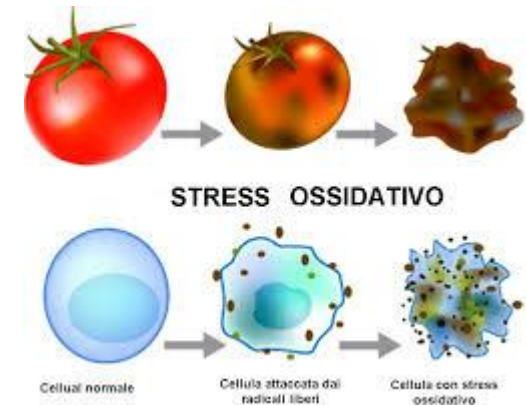 STRESS OSSIDATIVO
Cellual normale
Cellula attaccata dai
radicali liberi
Cellula con stress
ossidativo